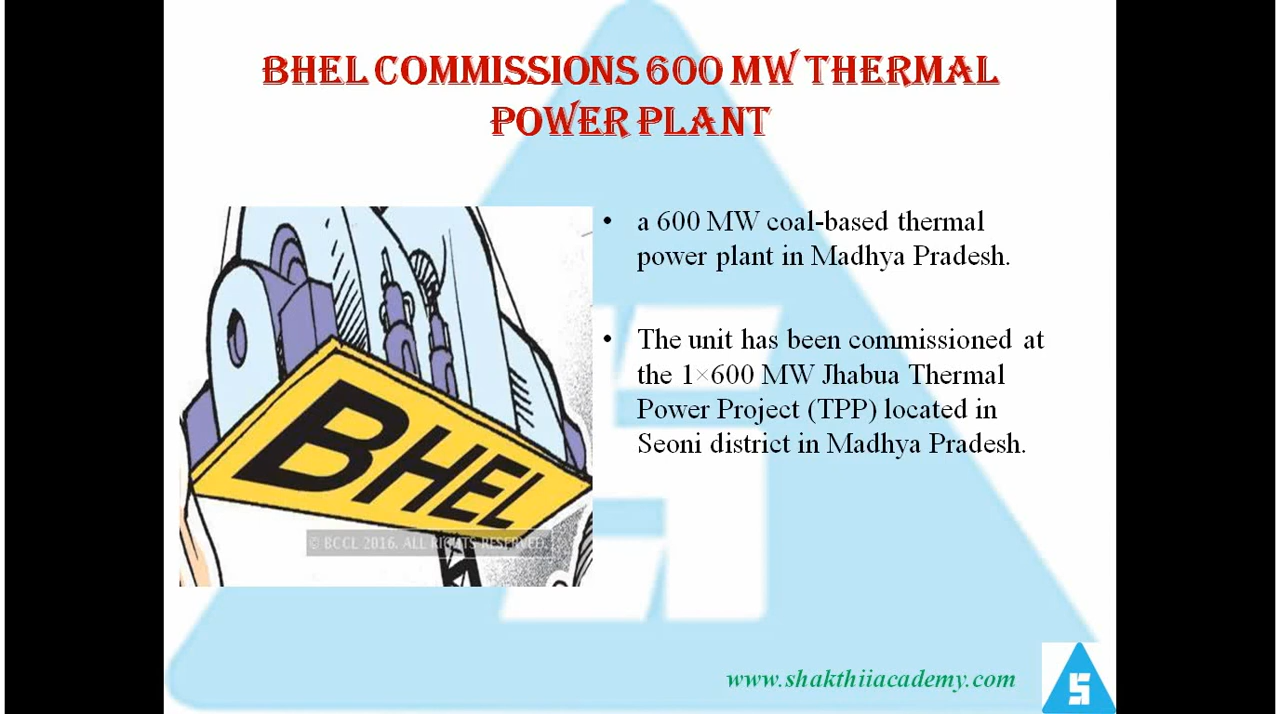 BHEL COMMISSIONS 600 MW THERMAL
POWER PLANT
• a 600 MW coal-based thermal
power plant in Madhya Pradesh.
• The unit has been commissioned at
the 1×600 MW Jhabua Thermal
Power Project (TPP) located in
Seoni district in Madhya Pradesh.
BHEL
© BCCL 2016. ALL RIGHTS RESERVED.
www.shakthiiacademy.com
S